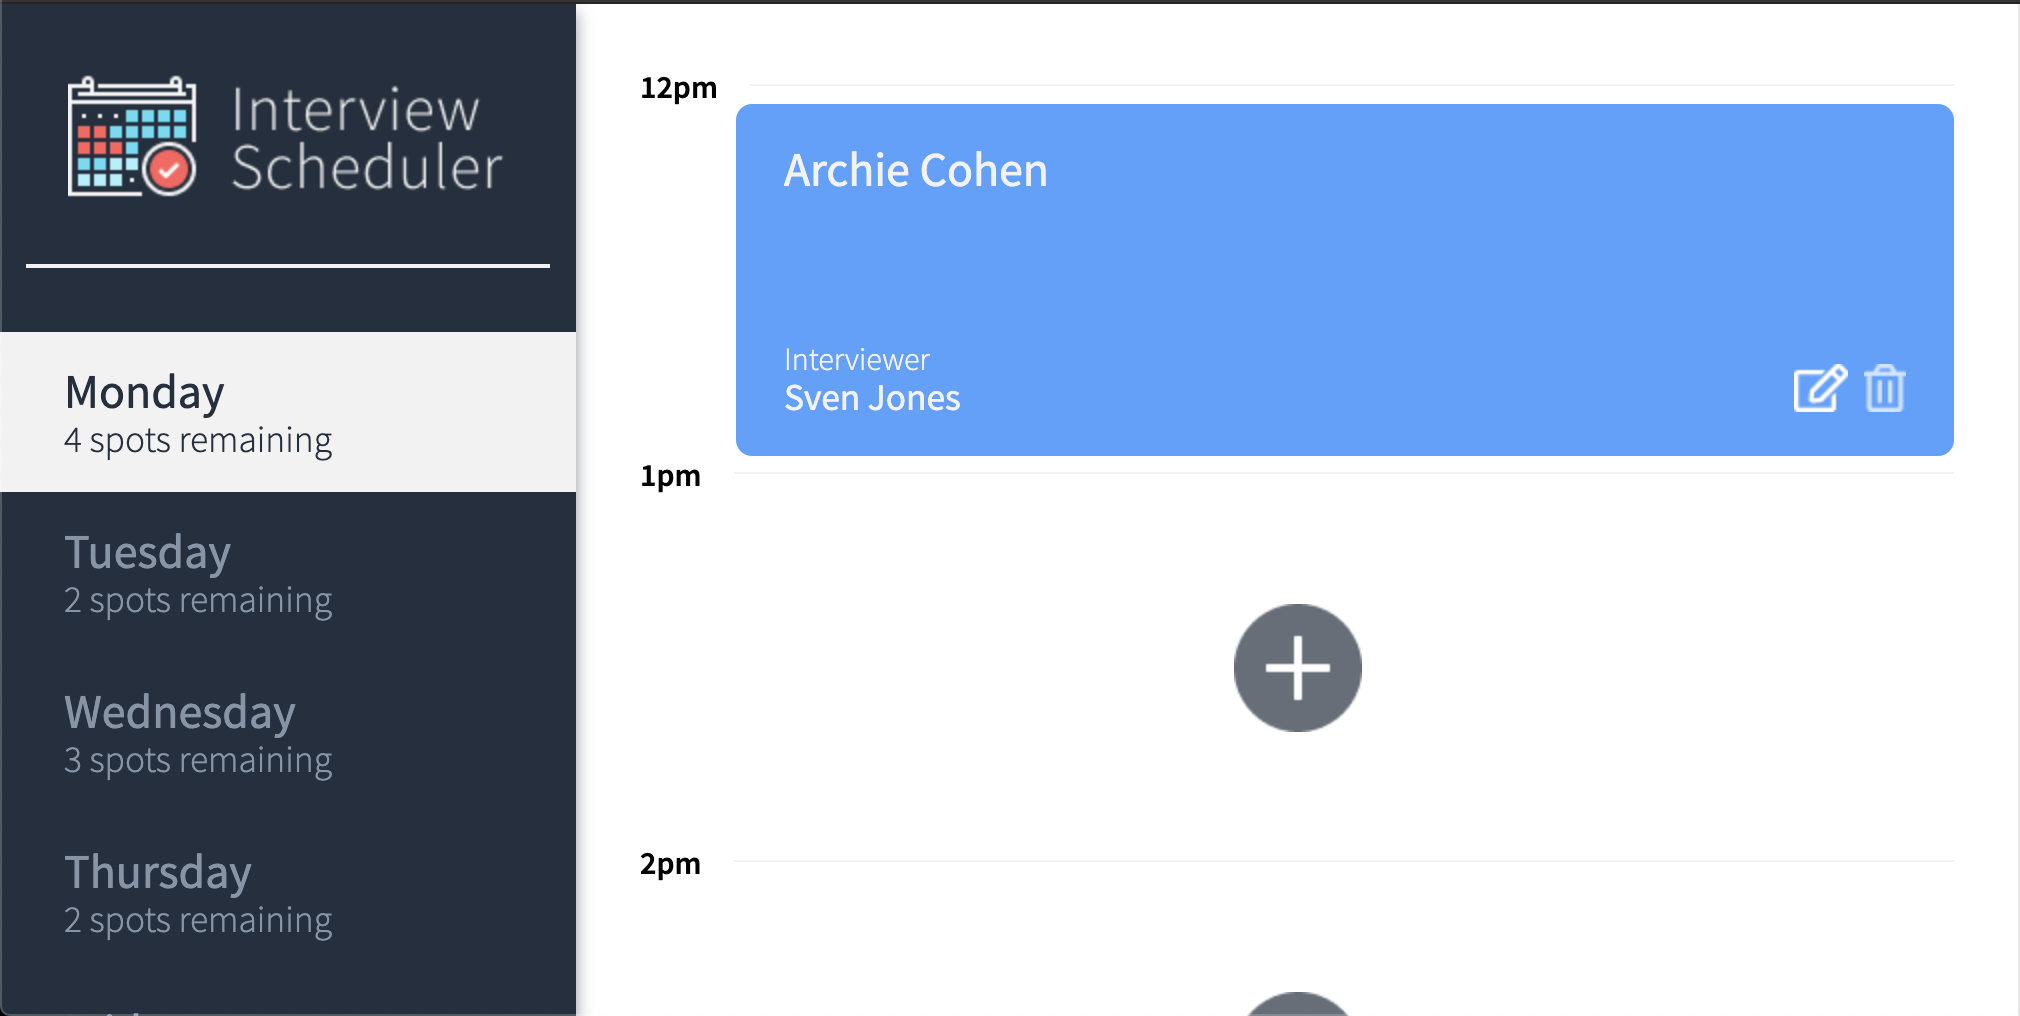 Interview
Scheduler
Monday
4 spots remaining
Tuesday
2 spots remaining
Wednesday
3 spots remaining
Thursday
2 spots remaining
12pm
Archie Cohen
Interviewer
Sven Jones
1pm
2pm